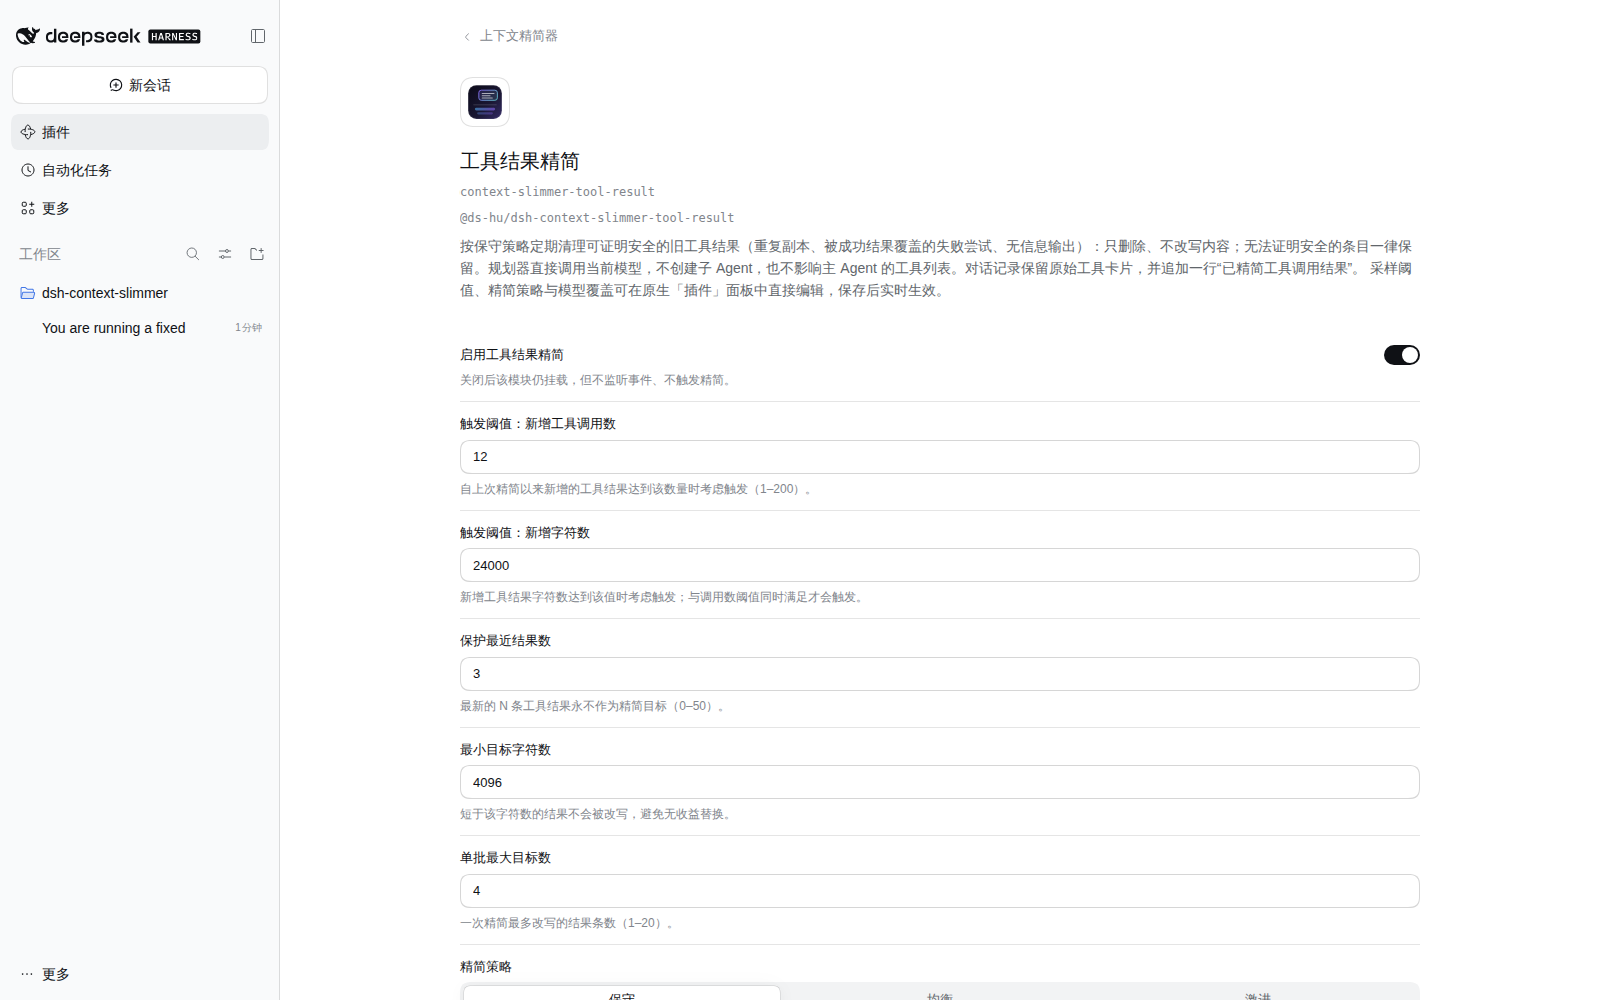 deepseek HARNESS
新会话
插件
自动化任务
更多
工作区
dsh-context-slimmer
You are running a fixed 1分钟
更多
上下文精简器
工具结果精简
context-slimmer-tool-result
@ds-hu/dsh-context-slimmer-tool-result
按保守策略定期清理可证明安全的旧工具结果（重复副本、被成功结果覆盖的失败尝试、无信息输出）：只删除、不改写内容；无法证明安全的条目一律保
留。规划器直接调用当前模型，不创建子 Agent，也不影响主 Agent 的工具列表。对话记录保留原始工具卡片，并追加一行“已精简工具调用结果”。 采样阈
值、精简策略与模型覆盖可在原生「插件」面板中直接编辑，保存后实时生效。
启用工具结果精简
关闭后该模块仍挂载，但不监听事件、不触发精简。
触发阈值：新增工具调用数
12
自上次精简以来新增的工具结果达到该数量时考虑触发（1–200）。
触发阈值：新增字符数
24000
新增工具结果字符数达到该值时考虑触发；与调用数阈值同时满足才会触发。
保护最近结果数
3
最新的 N 条工具结果永不作为精简目标（0–50）。
最小目标字符数
4096
短于该字符数的结果不会被改写，避免无收益替换。
单批最大目标数
4
一次精简最多改写的结果条数（1–20）。
精简策略
保守 均衡 激进